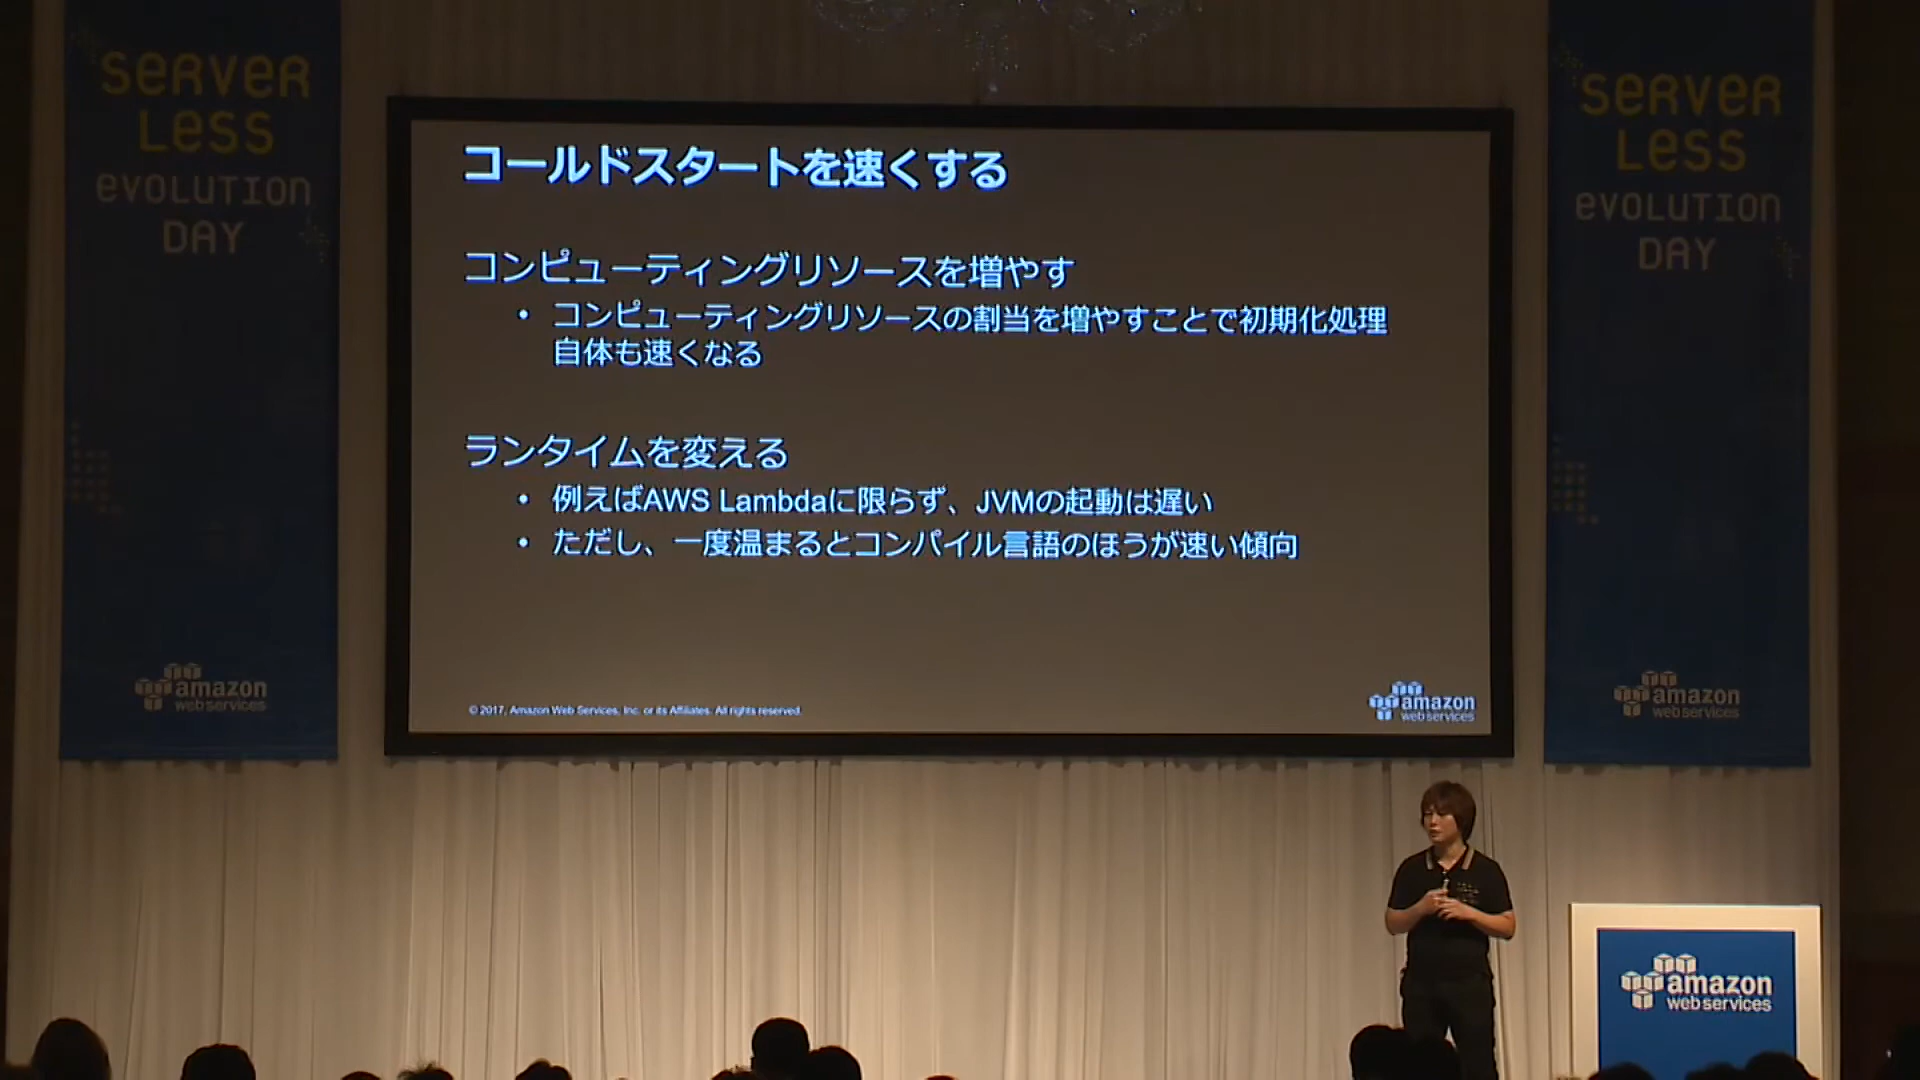 SERVER
LESS
EVOLUTION
DAY
amazon
web services
コールドスタートを速くする
コンピューティングリソースを増やす
• コンピューティングリソースの割当を増やすことで初期化処理
自体も速くなる
ランタイムを変える
• 例えばAWS Lambdaに限らず、JVMの起動は遅い
• ただし、一度温まるとコンパイル言語のほうが速い傾向
© 2017, Amazon Web Services, Inc. or its Affiliates. All rights reserved.
amazon
web services
SERVER
LESS
EVOLUTION
DAY
amazon
web services
amazon
web services